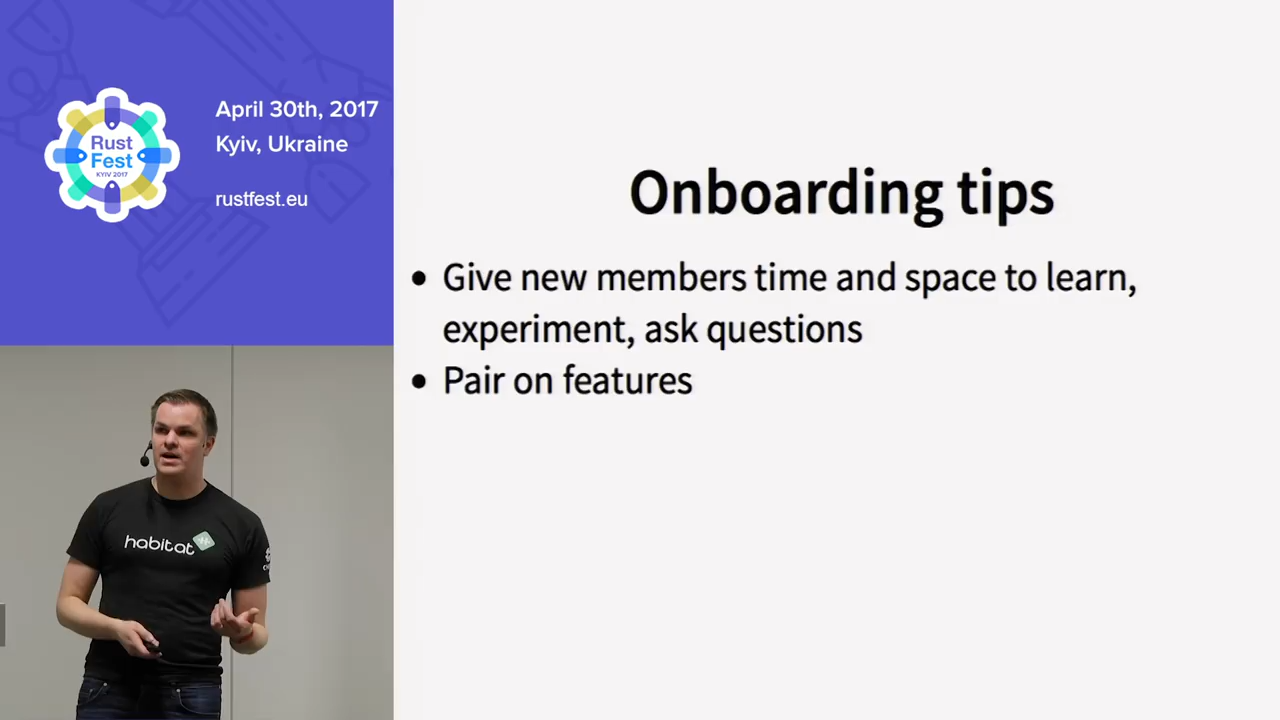 April 30th, 2017
Kyiv, Ukraine
rustfest.eu
Rust
Fest
KYIV 2017
Onboarding tips
• Give new members time and space to learn,
experiment, ask questions
• Pair on features
habitat